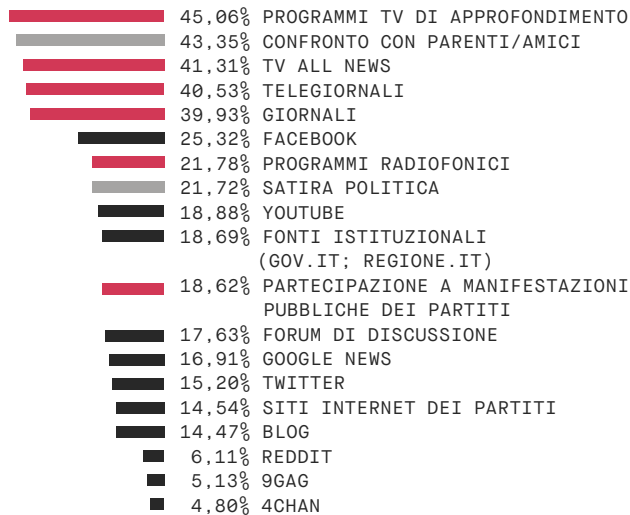 45,06% PROGRAMMI TV DI APPROFONDIMENTO
43,35% CONFRONTO CON PARENTI/AMICI
41,31% TV ALL NEWS
40,53% TELEGIORNALI
39,93% GIORNALI
25,32% FACEBOOK
21,78% PROGRAMMI RADIOFONICI
21,72% SATIRA POLITICA
18,88% YOUTUBE
18,69% FONTI ISTITUZIONALI
(GOV.IT; REGIONE.IT)
18,62% PARTECIPAZIONE A MANIFESTAZIONI
PUBBLICHE DEI PARTITI
17,63% FORUM DI DISCUSSIONE
16,91% GOOGLE NEWS
15,20% TWITTER
14,54% SITI INTERNET DEI PARTITI
14,47% BLOG
6,11% REDDIT
5,13% 9GAG
4,80% 4CHAN